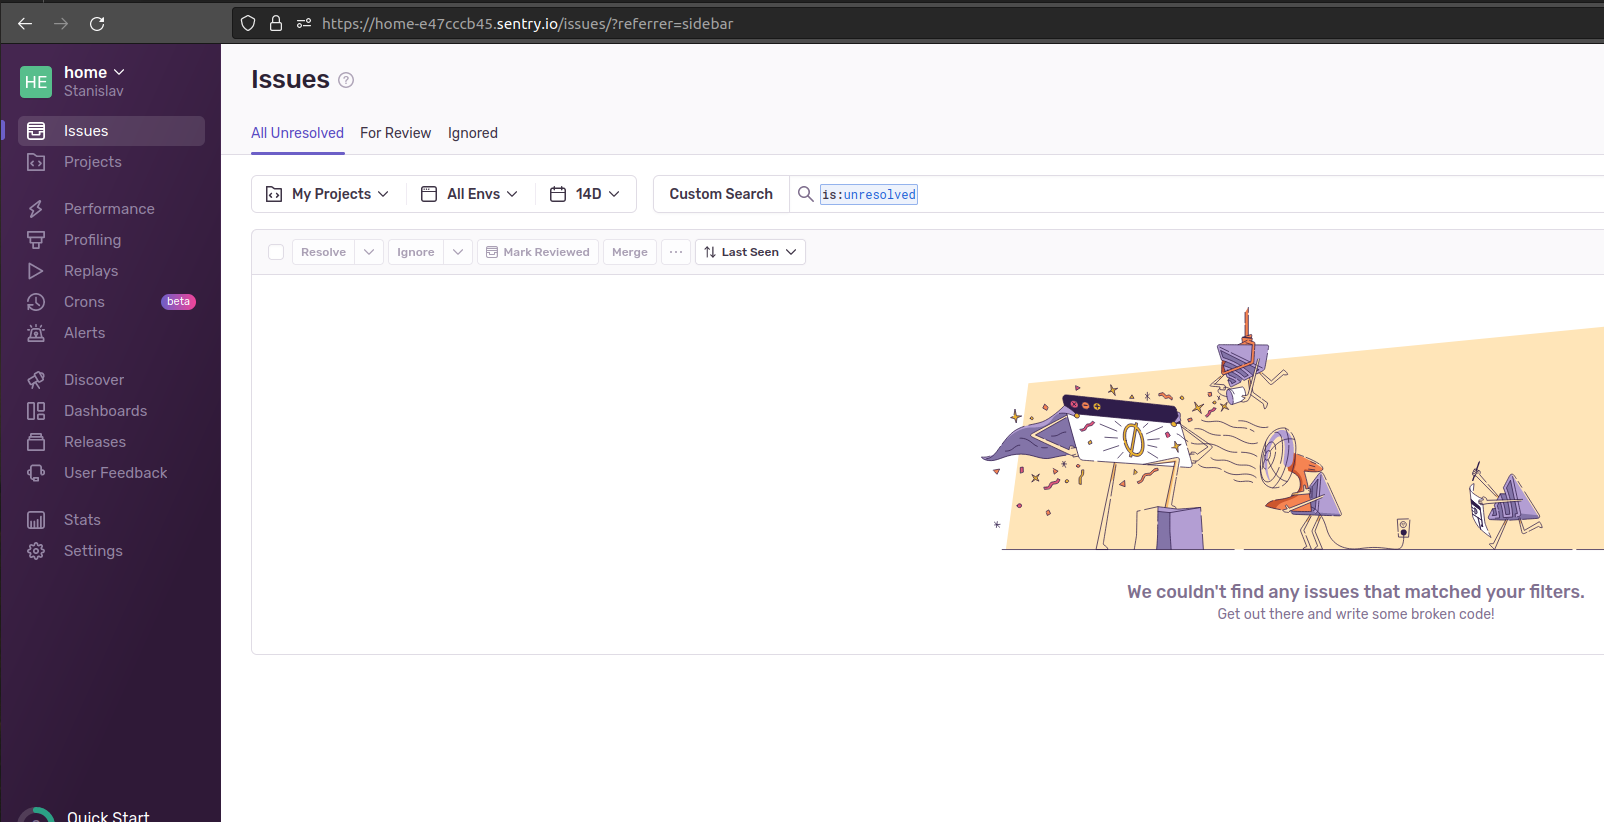 https://home-e47cccb45.sentry.io/issues/?referrer=sidebar
HE
home
Stanislav
Issues
Projects
Performance
Profiling
Replays
Crons beta
Alerts
Discover
Dashboards
Releases
User Feedback
Stats
Settings
Quick Start
Issues ?
All Unresolved For Review Ignored
My Projects All Envs 14D Custom Search is:unresolved
Resolve Ignore Mark Reviewed Merge ... Last Seen
We couldn't find any issues that matched your filters.
Get out there and write some broken code!